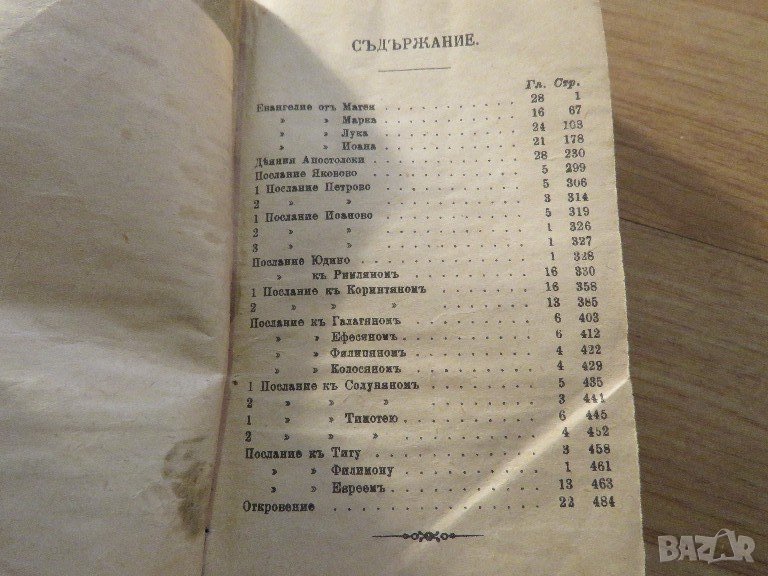 СЪДЪРЖАНИЕ.
Гл. Стр.
Евангелие отъ Матея 28 1
» » Марка 16 67
» » Лука 24 103
» » Иоана 21 178
Дѣяния Апостолски 28 230
Послание Яковово 5 299
1 Послание Петрово 5 306
2 » » 3 314
1 Послание Иоаново 5 319
2 » » 1 326
3 » » 1 327
Послание Юдино 1 328
» къ Римляномъ 16 330
1 Послание къ Коринтяномъ 16 358
2 » » » 13 385
Послание къ Галатяномъ 6 403
» » Ефесяномъ 6 412
» » Филипяномъ 4 422
» » Колосяномъ 4 429
1 Послание къ Солуняномъ 5 435
2 » » » 3 441
1 » » Тимотею 6 445
2 » » » 4 452
Послание къ Титу 3 458
» » Филимону 1 461
» » Евреемъ 13 463
Откровение 22 484
BAZAR